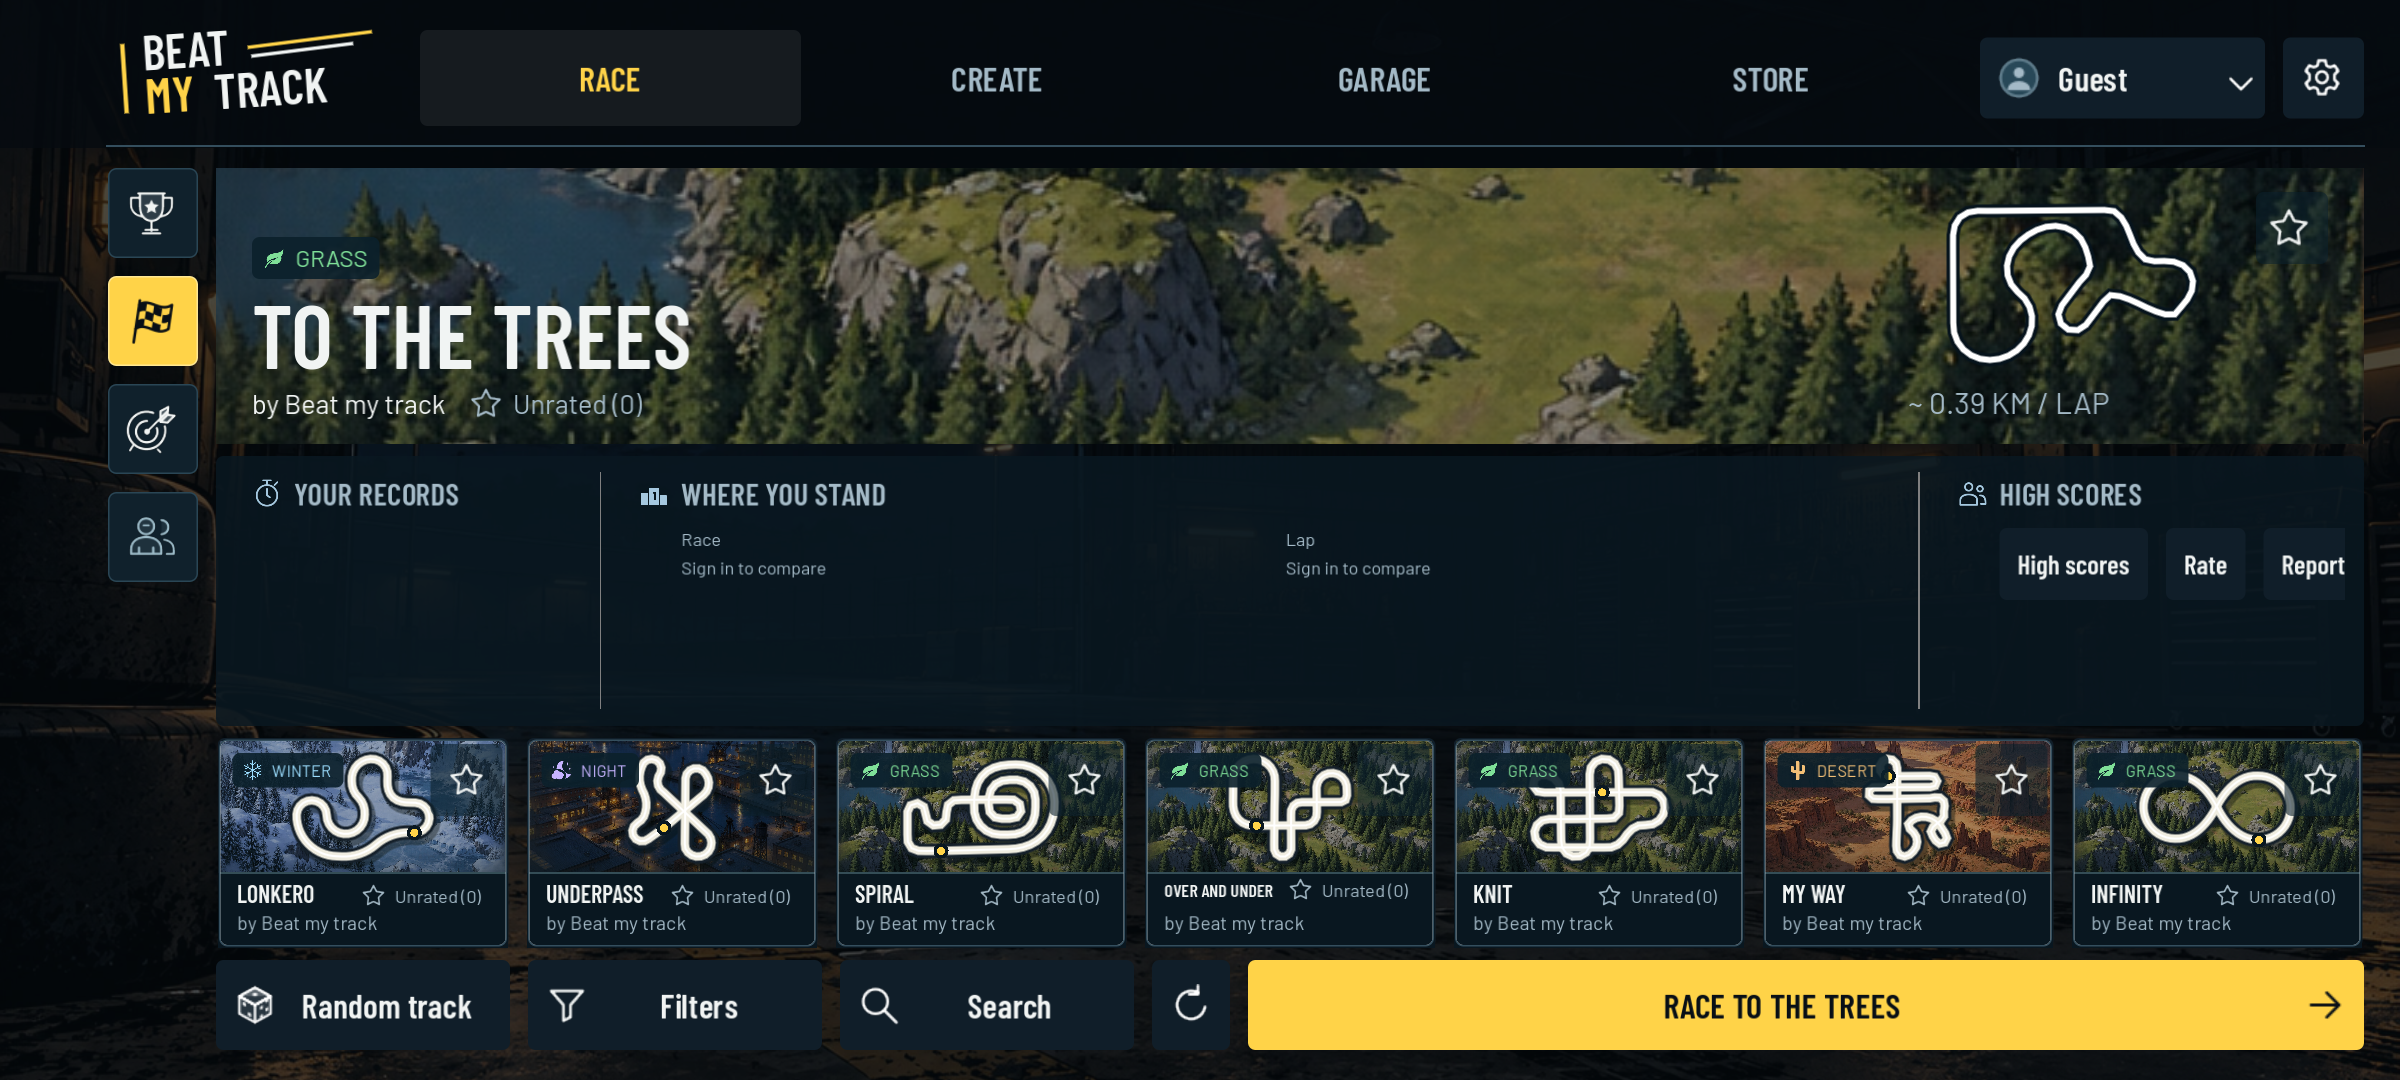 BEAT
MY TRACK
RACE
CREATE
GARAGE
STORE
Guest
GRASS
TO THE TREES
by Beat my track Unrated (0)
~ 0.39 KM / LAP
YOUR RECORDS
WHERE YOU STAND
Race
Sign in to compare
Lap
Sign in to compare
HIGH SCORES
High scores
Rate
Report
WINTER
LONKERO Unrated (0)
by Beat my track
NIGHT
UNDERPASS Unrated (0)
by Beat my track
GRASS
SPIRAL Unrated (0)
by Beat my track
GRASS
OVER AND UNDER Unrated (0)
by Beat my track
GRASS
KNIT Unrated (0)
by Beat my track
DESERT
MY WAY Unrated (0)
by Beat my track
GRASS
INFINITY Unrated (0)
by Beat my track
Random track
Filters
Search
RACE TO THE TREES